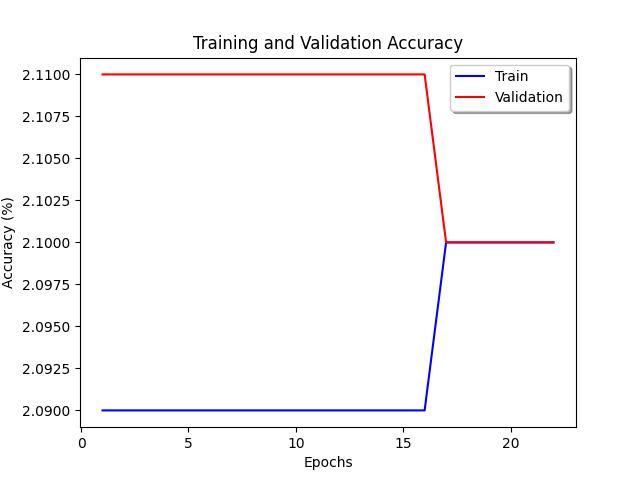 Training and Validation Accuracy
Train
Validation
Accuracy (%)
2.1100
2.1075
2.1050
2.1025
2.1000
2.0975
2.0950
2.0925
2.0900
0 5 10 15 20
Epochs